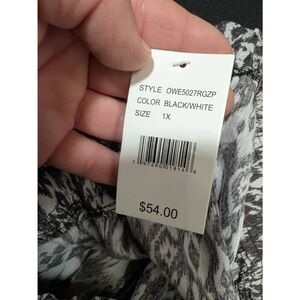 STYLE OWE5027RGZP
COLOR BLACK/WHITE
SIZE 1X
$54.00